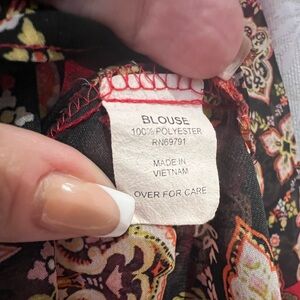 BLOUSE
100% POLYESTER
RN69791
MADE IN
VIETNAM
OVER FOR CARE